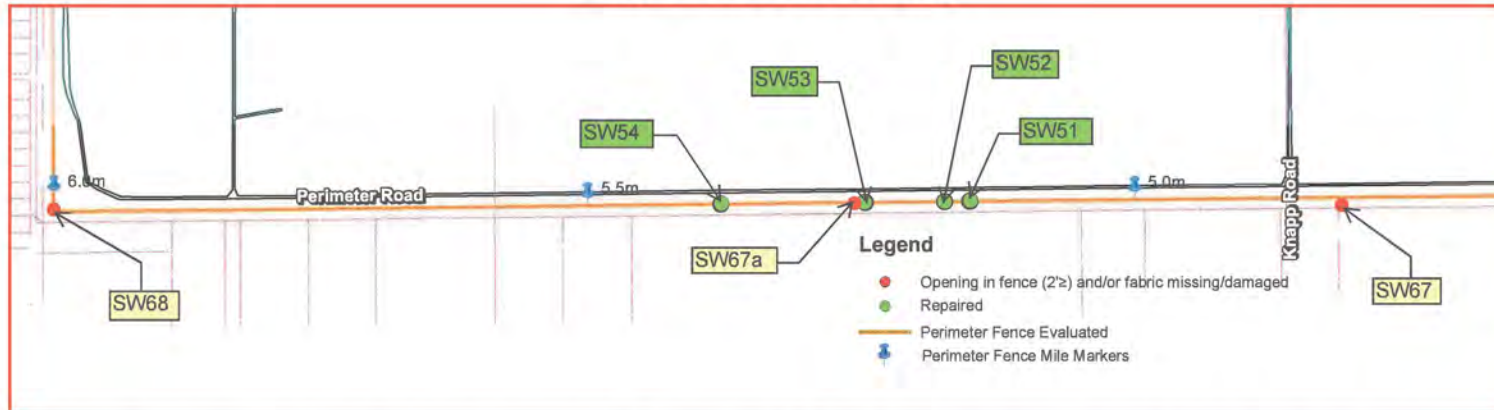 SW52
SW53
SW54
SW51
6.0m
5.5m
5.0m
Perimeter Road
Knapp Road
SW67a
SW68
SW67
Legend
Opening in fence (2'≥) and/or fabric missing/damaged
Repaired
Perimeter Fence Evaluated
Perimeter Fence Mile Markers